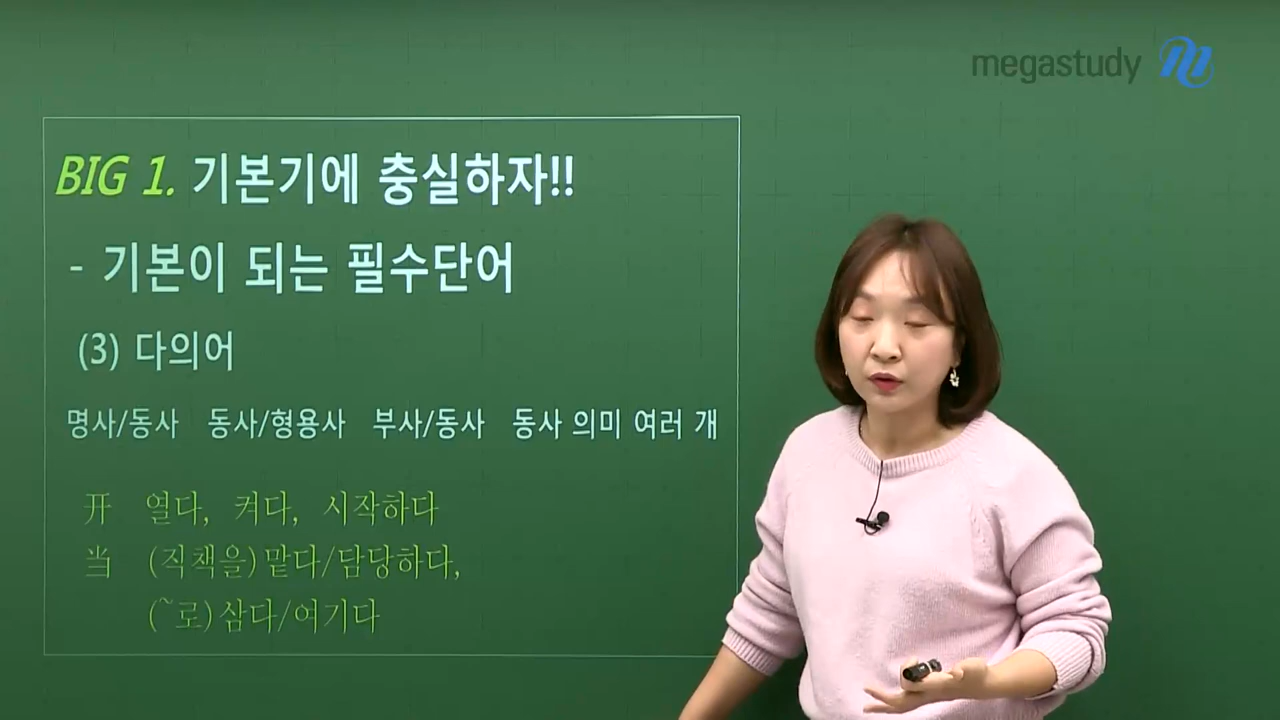 megastudy
BIG 1. 기본기에 충실하자!!
- 기본이 되는 필수단어
(3) 다의어
명사/동사 동사/형용사 부사/동사 동사 의미 여러 개
开 열다, 켜다, 시작하다
当 (직책을)맡다/담당하다,
(~로)삼다/여기다